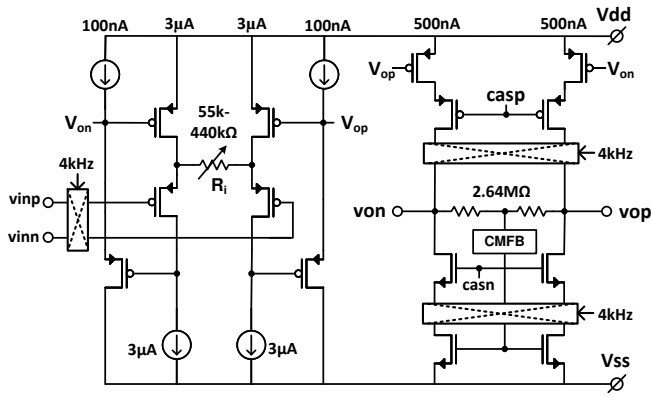 100nA 3µA 3µA 100nA 500nA 500nA Vdd
Von Vop Vop Von
55k-
440kΩ
casp
Ri
4kHz
4kHz
vinp
vinn
2.64MΩ
von vop
CMFB
casn
4kHz
3µA 3µA
Vss